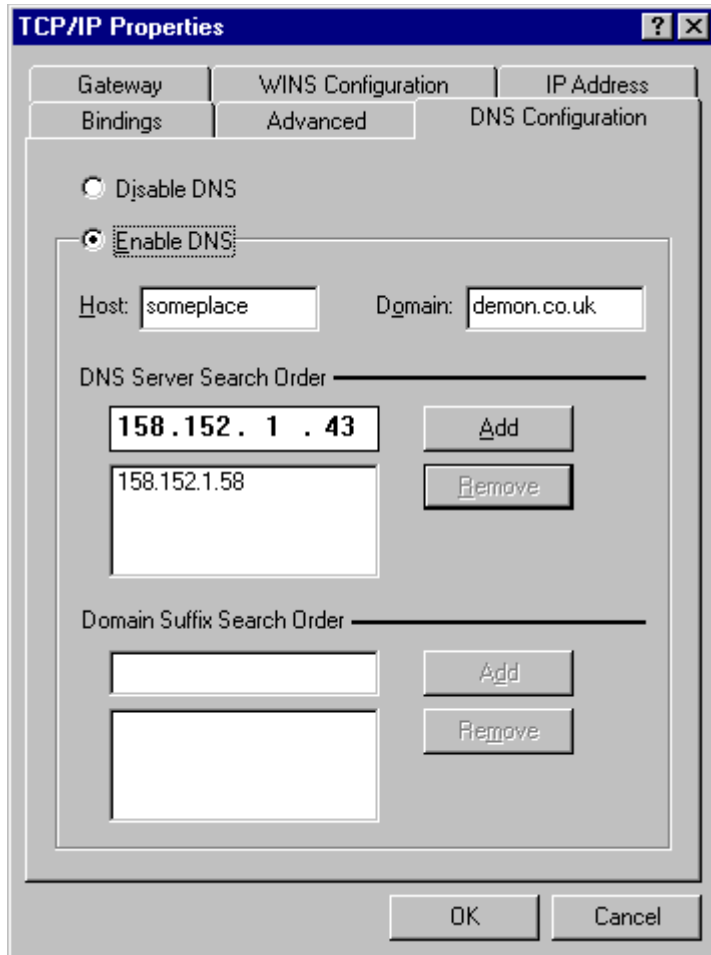 TCP/IP Properties ? X
Gateway WINS Configuration IP Address
Bindings Advanced DNS Configuration
Disable DNS
Enable DNS
Host: someplace Domain: demon.co.uk
DNS Server Search Order
158.152. 1 . 43 Add
158.152.1.58 Remove
Domain Suffix Search Order
Add
Remove
OK Cancel